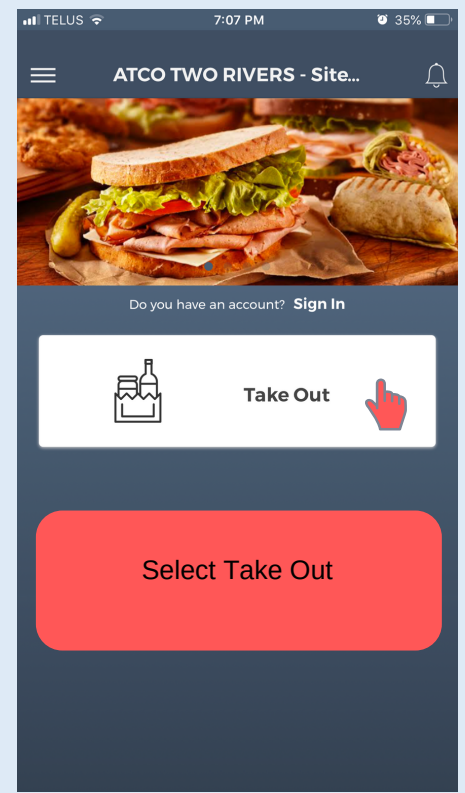 TELUS 7:07 PM 35%
ATCO TWO RIVERS - Site...
Do you have an account? Sign In
Take Out
Select Take Out